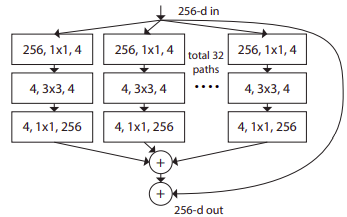 256-d in
256, 1x1, 4
256, 1x1, 4
256, 1x1, 4
total 32
paths
4, 3x3, 4
4, 3x3, 4
....
4, 3x3, 4
4, 1x1, 256
4, 1x1, 256
4, 1x1, 256
+
+
256-d out